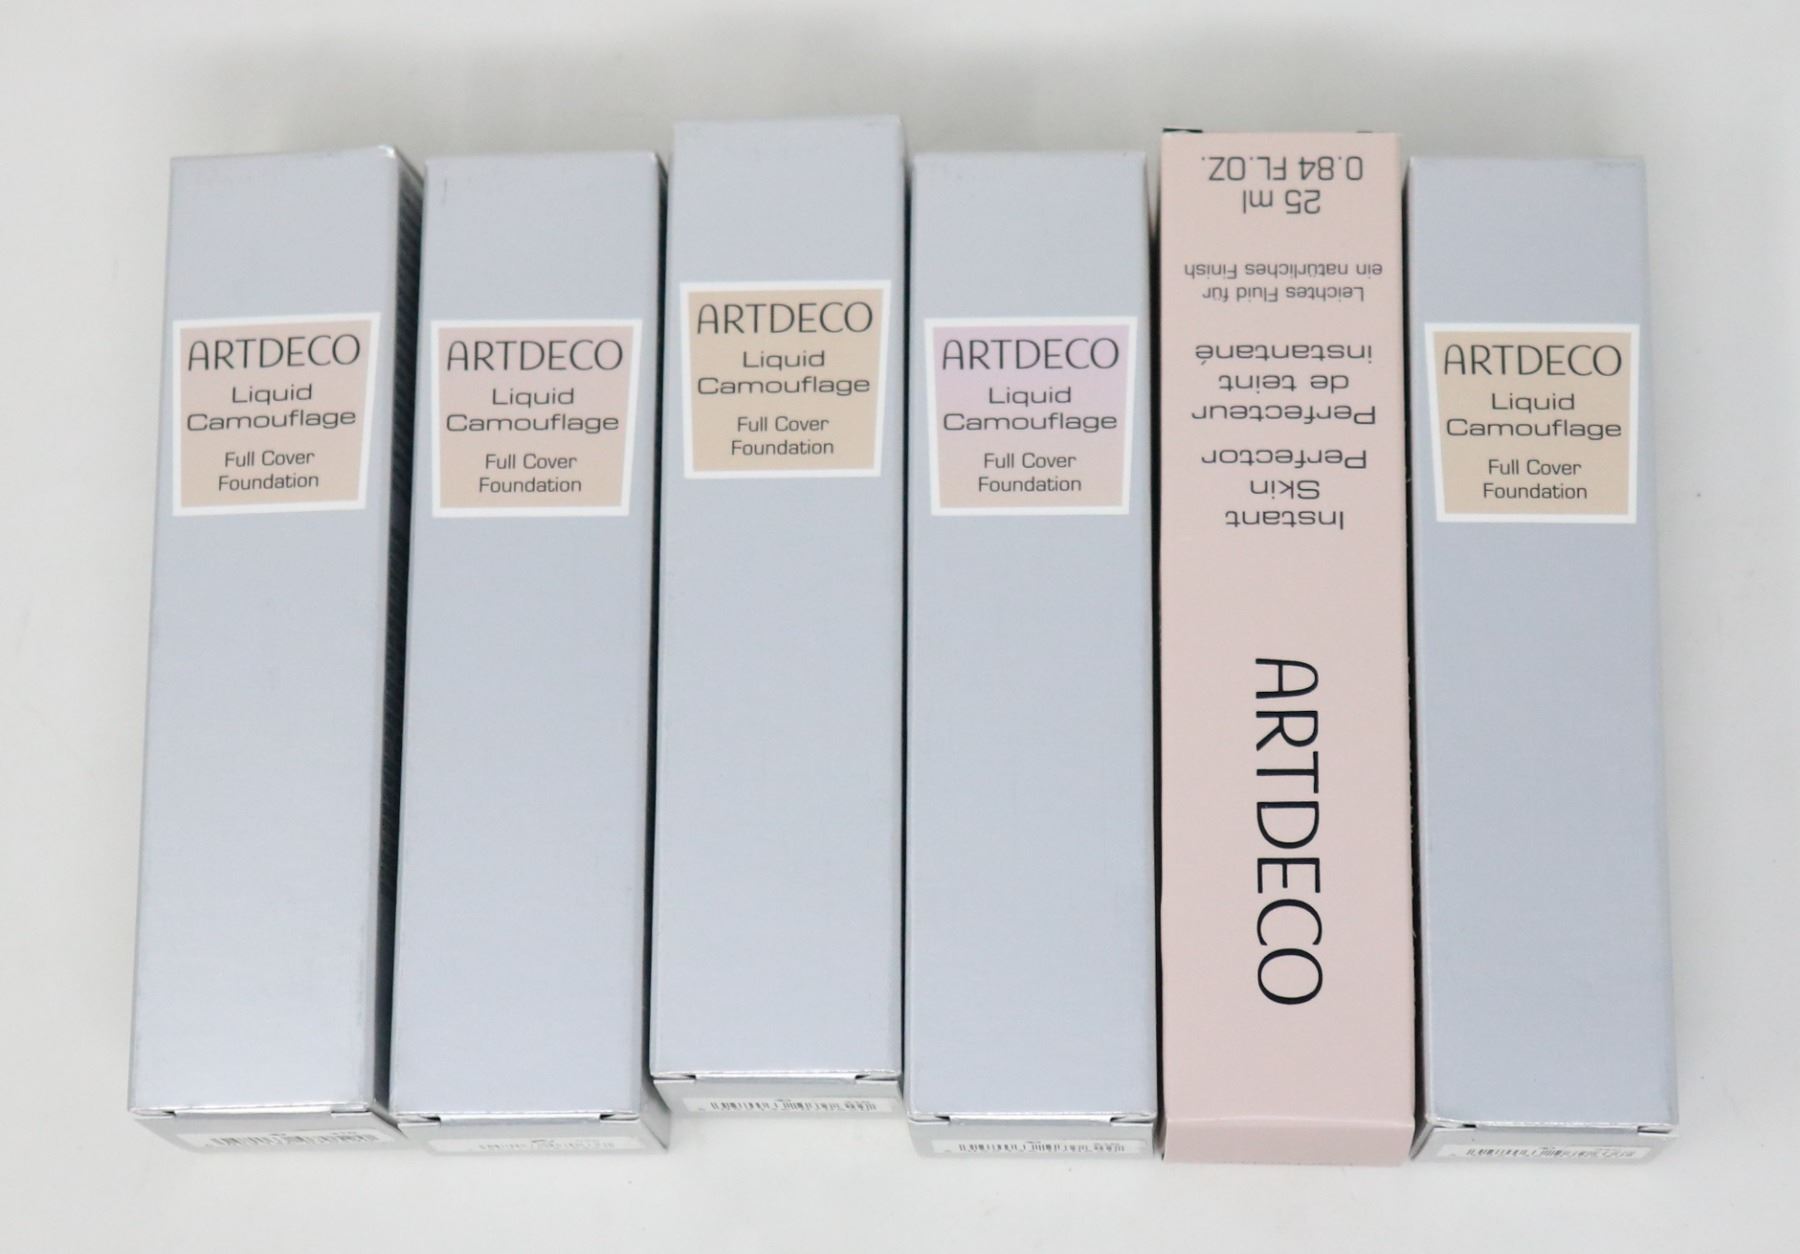 ARTDECO
Liquid
Camouflage
Full Cover
Foundation
ARTDECO
Liquid
Camouflage
Full Cover
Foundation
ARTDECO
Liquid
Camouflage
Full Cover
Foundation
ARTDECO
Liquid
Camouflage
Full Cover
Foundation
ARTDECO
Instant
Skin
Perfector
Perfecteur
de teint
instantané
Leichtes Fluid für
ein natürliches Finish
25 ml
0.84 FL.OZ.
ARTDECO
Liquid
Camouflage
Full Cover
Foundation